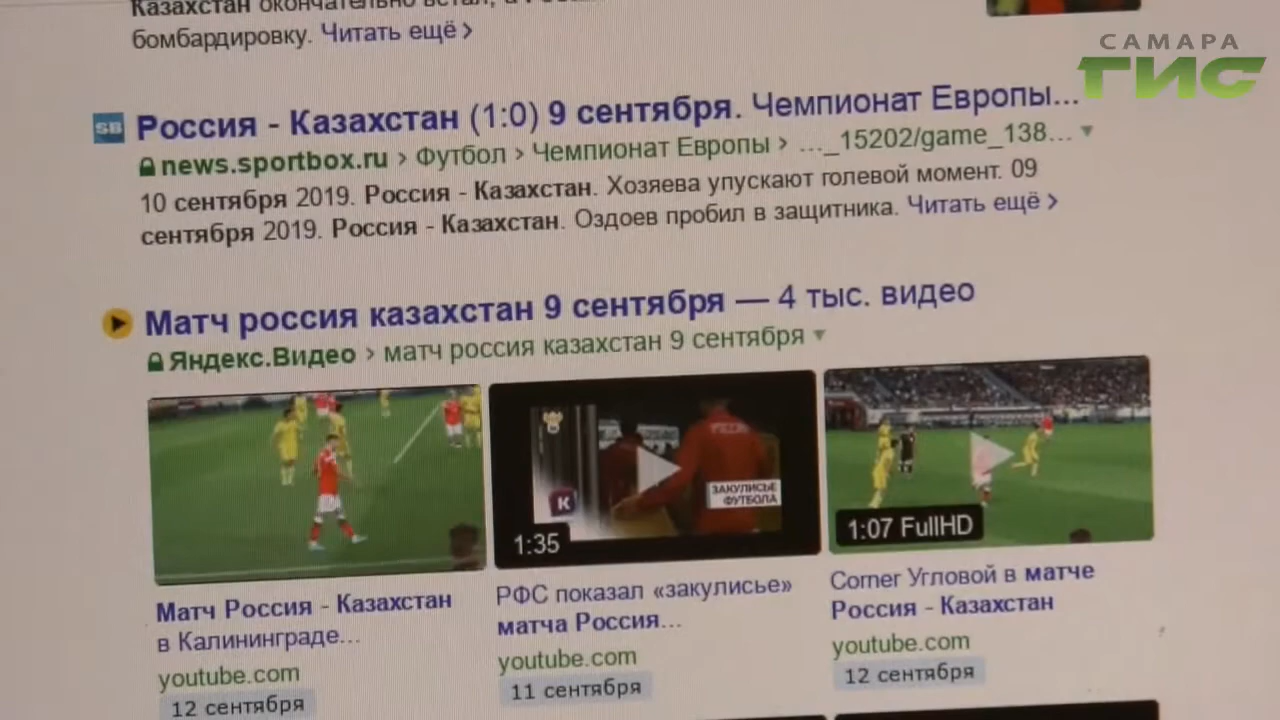 Казахстан окончательно встал, а
бомбардировку. Читать ещё >
САМАРА
ГИС
SB
Россия - Казахстан (1:0) 9 сентября. Чемпионат Европы...
news.sportbox.ru > Футбол > Чемпионат Европы > ..._15202/game_138...
10 сентября 2019. Россия - Казахстан. Хозяева упускают голевой момент. 09
сентября 2019. Россия - Казахстан. Оздоев пробил в защитника. Читать ещё >
Матч россия казахстан 9 сентября — 4 тыс. видео
Яндекс.Видео > матч россия казахстан 9 сентября
К
ЗАКУЛИСЬЕ
ФУТБОЛА
1:35
1:07 FullHD
Матч Россия - Казахстан
в Калининграде...
youtube.com
12 сентября
РФС показал «закулисье»
матча Россия...
youtube.com
11 сентября
Corner Угловой в матче
Россия - Казахстан
youtube.com
12 сентября